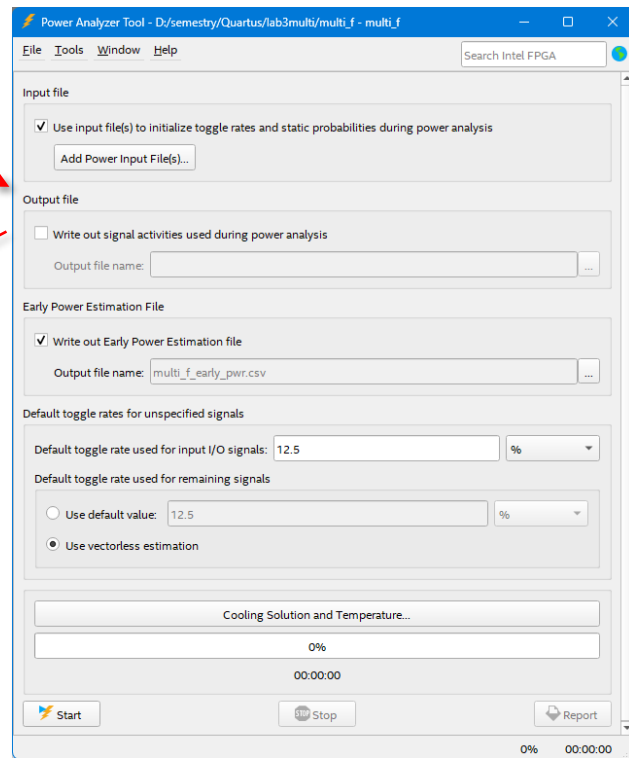 Power Analyzer Tool - D:/semestry/Quartus/lab3multi/multi_f - multi_f
File Tools Window Help
Search Intel FPGA
Input file
Use input file(s) to initialize toggle rates and static probabilities during power analysis
Add Power Input File(s)...
Output file
Write out signal activities used during power analysis
Output file name:
...
Early Power Estimation File
Write out Early Power Estimation file
Output file name: multi_f_early_pwr.csv
...
Default toggle rates for unspecified signals
Default toggle rate used for input I/O signals: 12.5 %
Default toggle rate used for remaining signals
Use default value: 12.5 %
Use vectorless estimation
Cooling Solution and Temperature...
0%
00:00:00
Start STOP Stop Report
0% 00:00:00